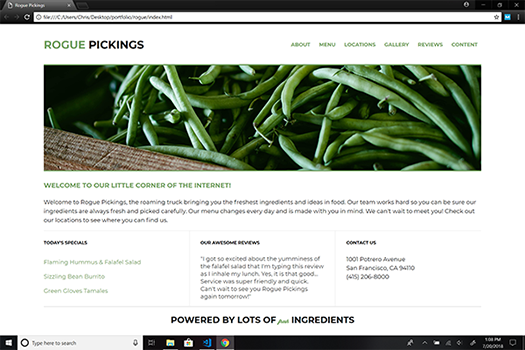 Rogue Pickings
file:///C:/Users/Chris/Desktop/portfolio/rogue/index.html
ROGUE PICKINGS
ABOUT MENU LOCATIONS GALLERY REVIEWS CONTENT
WELCOME TO OUR LITTLE CORNER OF THE INTERNET!
Welcome to Rogue Pickings, the roaming truck bringing you the freshest ingredients and ideas in food. Our team works hard so you can be sure our
ingredients are always fresh and picked carefully. Our menu changes every day and is made with you in mind. We can't wait to meet you! Check out
our locations to see where you can find us.
TODAY'S SPECIALS
Flaming Hummus & Falafel Salad
Sizzling Bean Burrito
Green Gloves Tamales
OUR AWESOME REVIEWS
"I got so excited about the yumminess
of the falafel salad that I'm typing this review
as I inhale my lunch. Yes, it is that good...
Service was super friendly and quick.
Can't wait to see you Rogue Pickings
again tomorrow!"
CONTACT US
1001 Potrero Avenue
San Francisco, CA 94110
(415) 206-8000
POWERED BY LOTS OF fresh INGREDIENTS
Type here to search
1:08 PM
7/20/2018